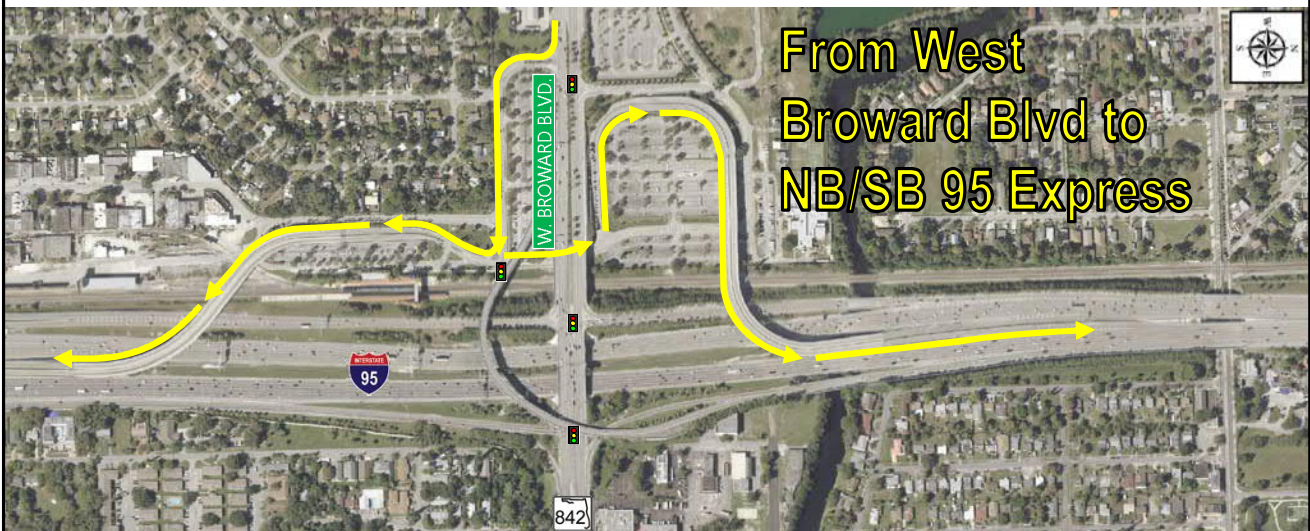 From West
Broward Blvd to
NB/SB 95 Express
W. BROWARD BLVD.
INTERSTATE
95
842
W
S
N
E